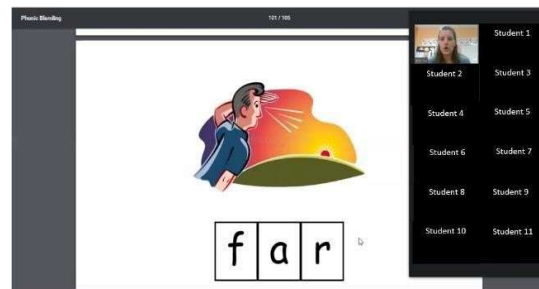 Phonic Blending
101 / 105
f a r
Student 1
Student 2
Student 3
Student 4
Student 5
Student 6
Student 7
Student 8
Student 9
Student 10
Student 11